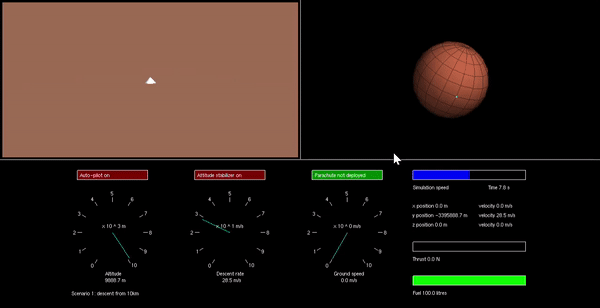 Auto-pilot on
Attitude stabilizer on
Parachute not deployed
0 1 2 3 4 5 6 7 8 9 10
x 10 ^ 3 m
Altitude
9888.7 m
0 1 2 3 4 5 6 7 8 9 10
x 10 ^ 1 m/s
Descent rate
28.5 m/s
0 1 2 3 4 5 6 7 8 9 10
x 10 ^ 0 m/s
Ground speed
0.0 m/s
Simulation speed Time 7.8 s
x position 0.0 m velocity 0.0 m/s
y position -3395888.7 m velocity 28.5 m/s
z position 0.0 m velocity 0.0 m/s
Thrust 0.0 N
Fuel 100.0 litres
Scenario 1: descent from 10km